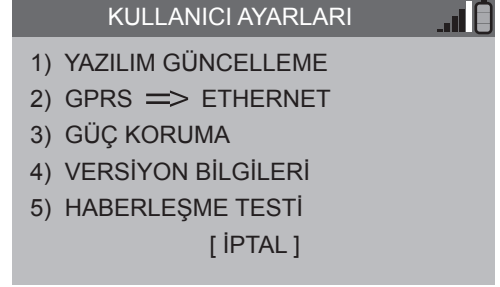 KULLANICI AYARLARI
1) YAZILIM GÜNCELLEME
2) GPRS => ETHERNET
3) GÜÇ KORUMA
4) VERSİYON BİLGİLERİ
5) HABERLEŞME TESTİ
[ İPTAL ]